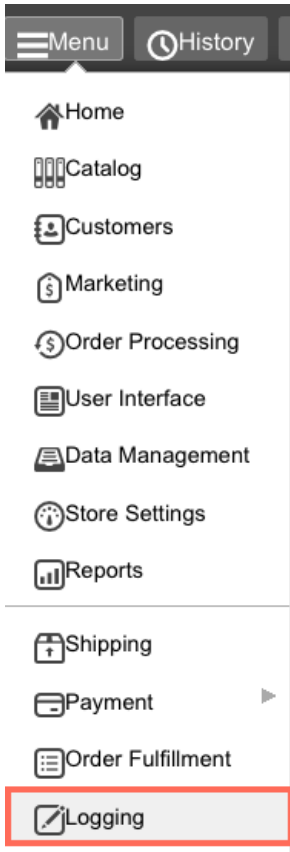 Menu History
Home
Catalog
Customers
Marketing
Order Processing
User Interface
Data Management
Store Settings
Reports
Shipping
Payment
Order Fulfillment
Logging